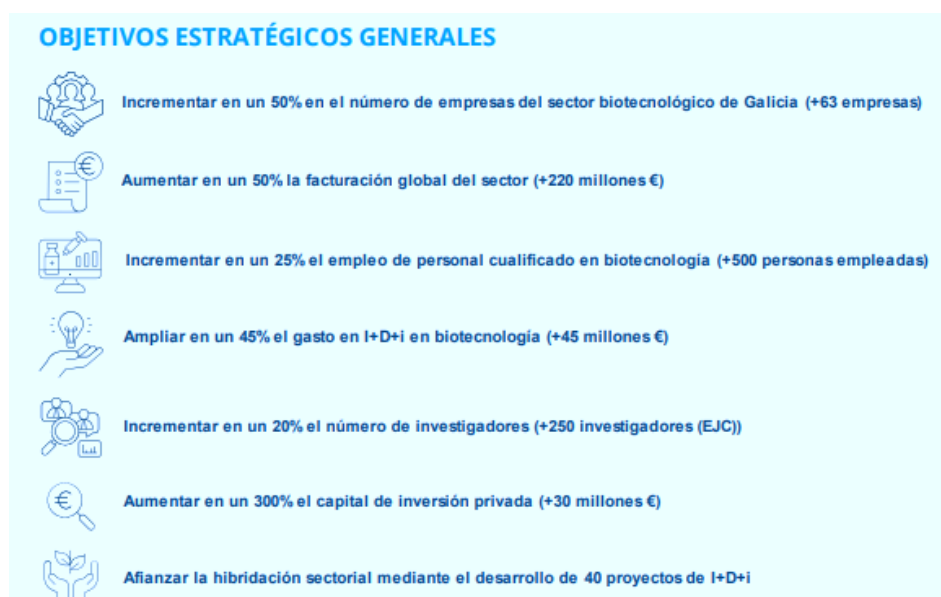 OBJETIVOS ESTRATÉGICOS GENERALES
Incrementar en un 50% en el número de empresas del sector biotecnológico de Galicia (+63 empresas)
Aumentar en un 50% la facturación global del sector (+220 millones €)
Incrementar en un 25% el empleo de personal cualificado en biotecnología (+500 personas empleadas)
Ampliar en un 45% el gasto en I+D+i en biotecnología (+45 millones €)
Incrementar en un 20% el número de investigadores (+250 investigadores (EJC))
Aumentar en un 300% el capital de inversión privada (+30 millones €)
Afianzar la hibridación sectorial mediante el desarrollo de 40 proyectos de I+D+i